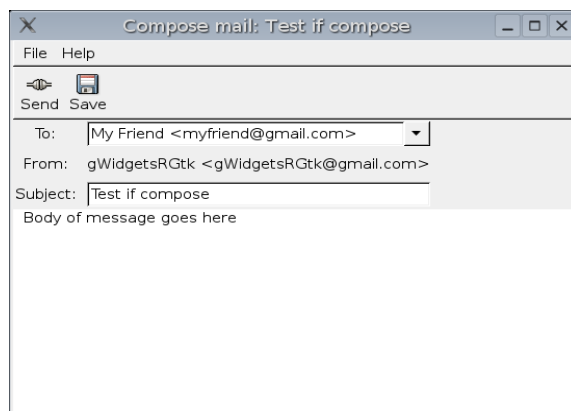 Compose mail: Test if compose
File Help
Send Save
To: My Friend <myfriend@gmail.com>
From: gWidgetsRGtk <gWidgetsRGtk@gmail.com>
Subject: Test if compose
Body of message goes here